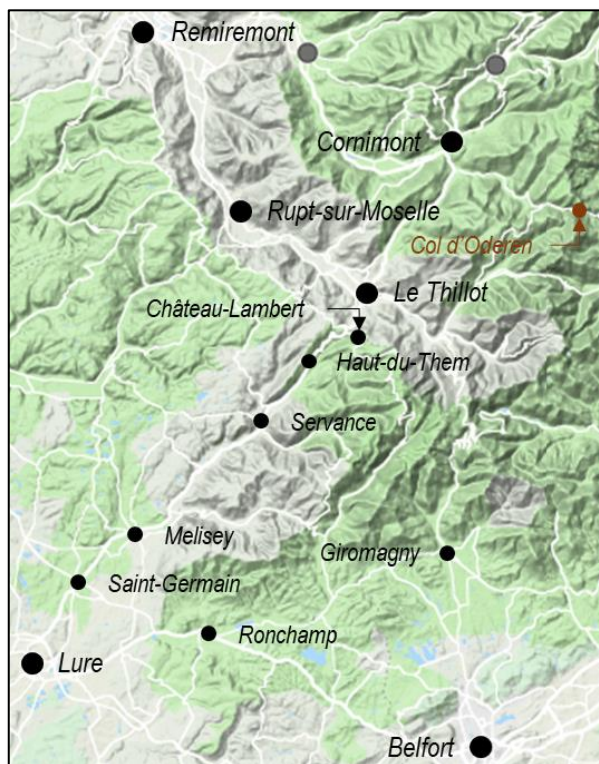 Remiremont
Cornimont
Rupt-sur-Moselle
Col d'Oderen
Le Thillot
Château-Lambert
Haut-du-Them
Servance
Melisey
Giromagny
Saint-Germain
Ronchamp
Lure
Belfort